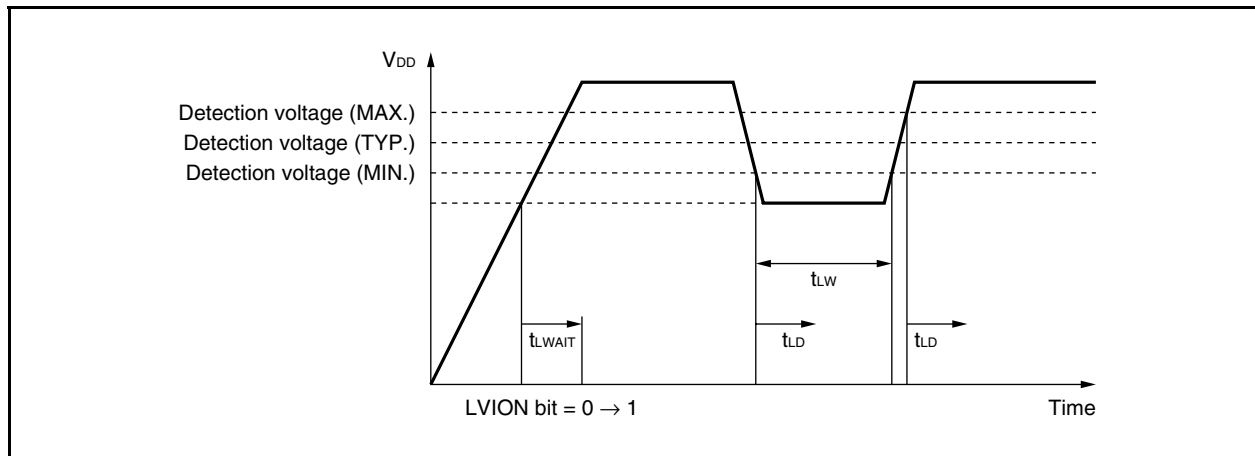 VDD
Detection voltage (MAX.)
Detection voltage (TYP.)
Detection voltage (MIN.)
tLW
tLWAIT
tLD
tLD
LVION bit = 0 → 1
Time